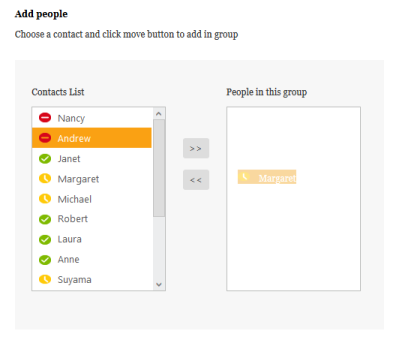 Add people
Choose a contact and click move button to add in group
Contacts List
People in this group
Nancy
Andrew
Janet
Margaret
Michael
Robert
Laura
Anne
Suyama
>>
<<
Margaret